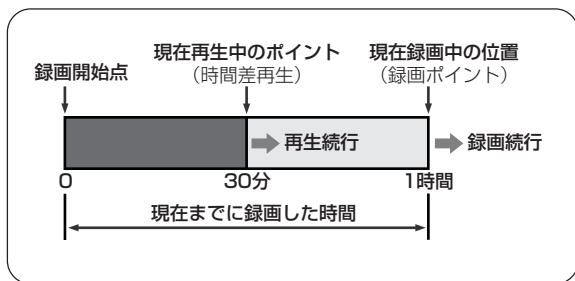 録画開始点
現在再生中のポイント
（時間差再生）
現在録画中の位置
（録画ポイント）
再生続行
録画続行
0
30分
1時間
現在までに録画した時間